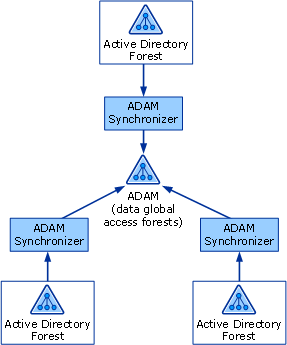 Active Directory
Forest
ADAM
Synchronizer
ADAM
(data global
access forests)
ADAM
Synchronizer
ADAM
Synchronizer
Active Directory
Forest
Active Directory
Forest